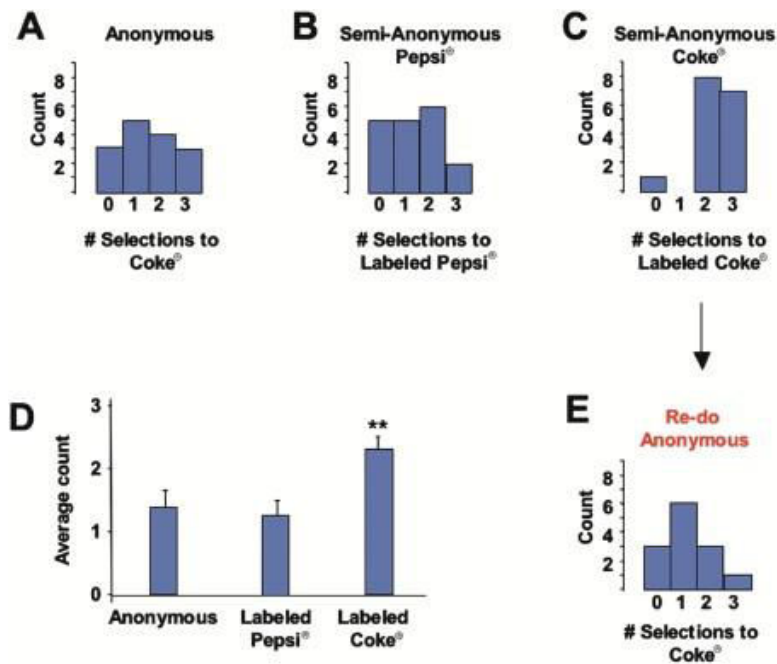 A
Anonymous
Count
8
6
4
2
0 1 2 3
# Selections to
Coke®
B
Semi-Anonymous
Pepsi®
Count
8
6
4
2
0 1 2 3
# Selections to
Labeled Pepsi®
C
Semi-Anonymous
Coke®
Count
8
6
4
2
0 1 2 3
# Selections to
Labeled Coke®
D
Average count
3
2
1
0
**
Anonymous
Labeled
Pepsi®
Labeled
Coke®
E
Re-do
Anonymous
Count
8
6
4
2
0 1 2 3
# Selections to
Coke®